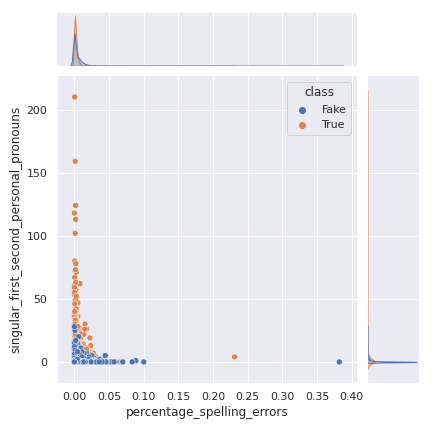 class
Fake
True
200
150
100
50
0
singular_first_second_personal_pronouns
0.00 0.05 0.10 0.15 0.20 0.25 0.30 0.35 0.40
percentage_spelling_errors